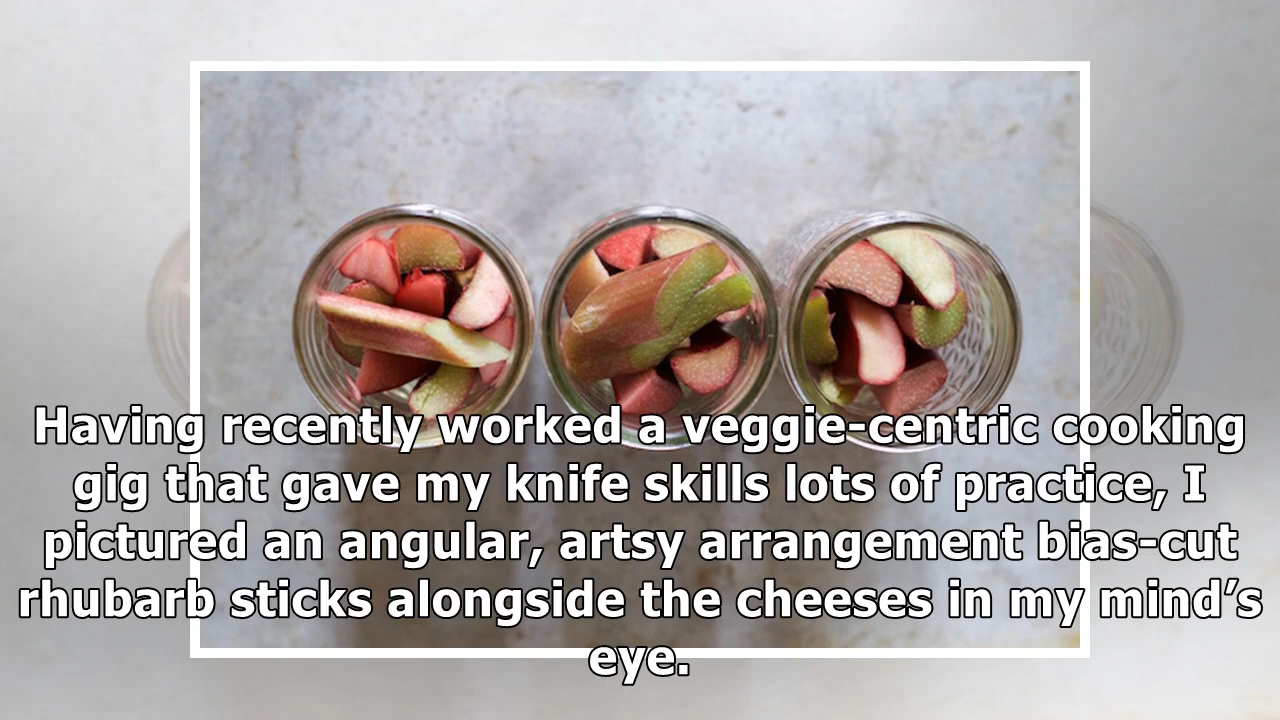 Having recently worked a veggie-centric cooking
gig that gave my knife skills lots of practice, I
pictured an angular, artsy arrangement bias-cut
rhubarb sticks alongside the cheeses in my mind’s
eye.